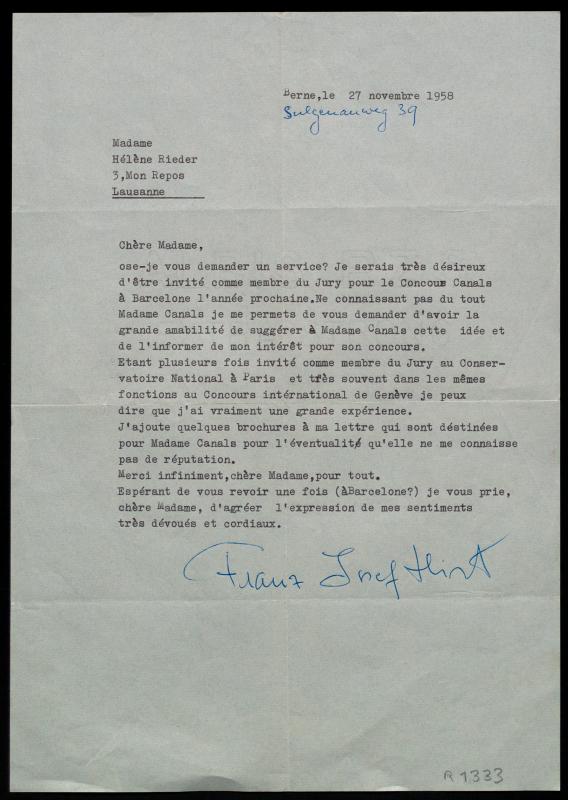 Berne,le 27 novembre 1958
Sulgenauweg 39
Madame
Hélène Rieder
3,Mon Repos
Lausanne
Chère Madame,
ose-je vous demander un service? Je serais très désireux
d'être invité comme membre du Jury pour le Concous Canals
à Barcelone l'année prochaine.Ne connaissant pas du tout
Madame Canals je me permets de vous demander d'avoir la
grande amabilité de suggérer à Madame Canals cette idée et
de l'informer de mon intérêt pour son concours.
Etant plusieurs fois invité comme membre du Jury au Conser-
vatoire National à Paris et très souvent dans les mêmes
fonctions au Concours intérnational de Genève je peux
dire que j'ai vraiment une grande expérience.
J'ajoute quelques brochures à ma lettre qui sont déstinées
pour Madame Canals pour l'éventualité qu'elle ne me connaisse
pas de réputation.
Merci infiniment,chère Madame,pour tout.
Espérant de vous revoir une fois (àBarcelone?) je vous prie,
chère Madame, d'agréer l'expression de mes sentiments
très dévoués et cordiaux.
Franz Josef Hirt
R 1333